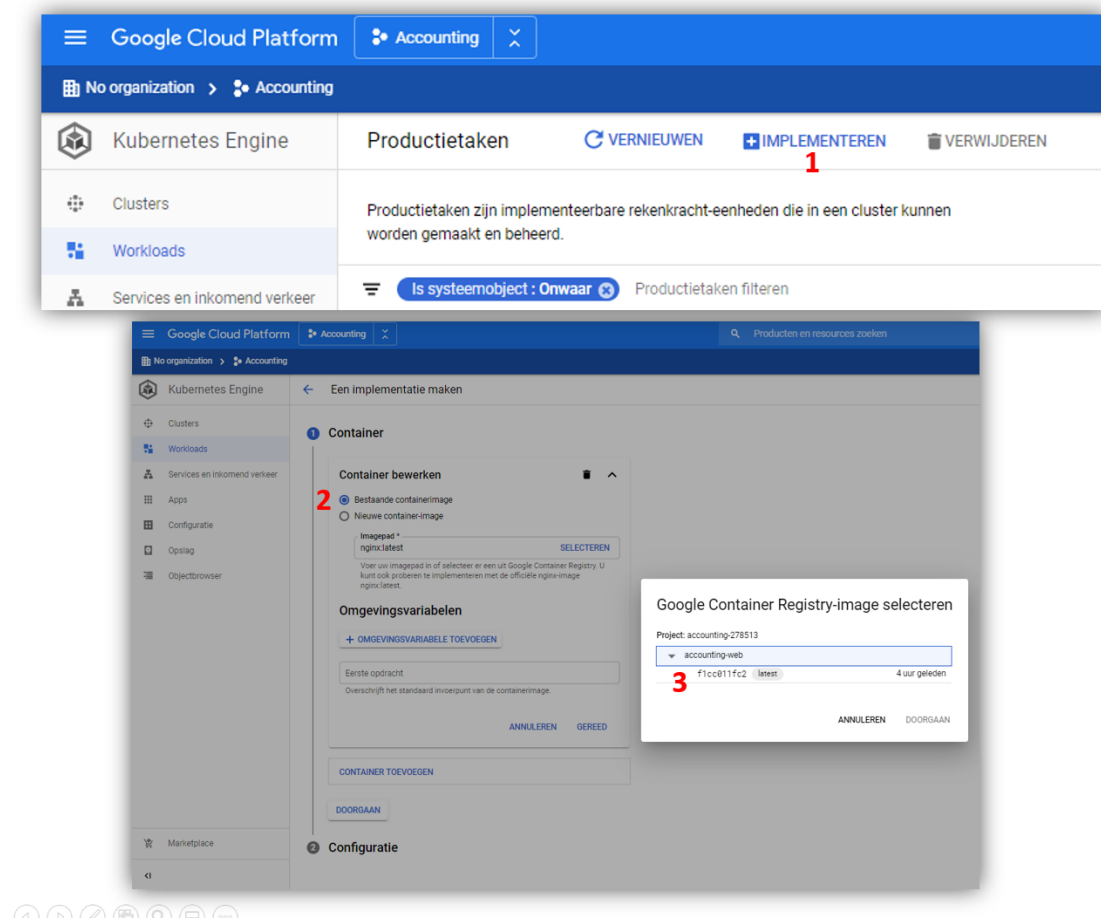 Google Cloud Platform Accounting
No organization > Accounting
Kubernetes Engine
Productietaken VERNIEUWEN IMPLEMENTEREN VERWIJDEREN
1
Clusters
Workloads
Services en inkomend verkeer
Productietaken zijn implementeerbare rekenkracht-eenheden die in een cluster kunnen
worden gemaakt en beheerd.
Is systeemobject : Onwaar Productietaken filteren
Google Cloud Platform Accounting Producten en resources zoeken
No organization > Accounting
Kubernetes Engine Een implementatie maken
Clusters
Workloads
Services en inkomend verkeer
Apps
Configuratie
Opslag
Objectbrowser
Marketplace
1 Container
Container bewerken
2
Bestaande containerimage
Nieuwe container-image
Imagepad *
nginx:latest SELECTEREN
Voer uw imagepad in of selecteer er een uit Google Container Registry. U
kunt ook proberen te implementeren met de officiële nginx-image
nginx:latest.
Omgevingsvariabelen
+ OMGEVINGSVARIABELE TOEVOEGEN
Eerste opdracht
Overschrijft het standaard invoerpunt van de containerimage.
ANNULEREN GEREED
CONTAINER TOEVOEGEN
DOORGAAN
2 Configuratie
Google Container Registry-image selecteren
Project: accounting-278513
accounting-web
3
f1cc011fc2 latest 4 uur geleden
ANNULEREN DOORGAAN